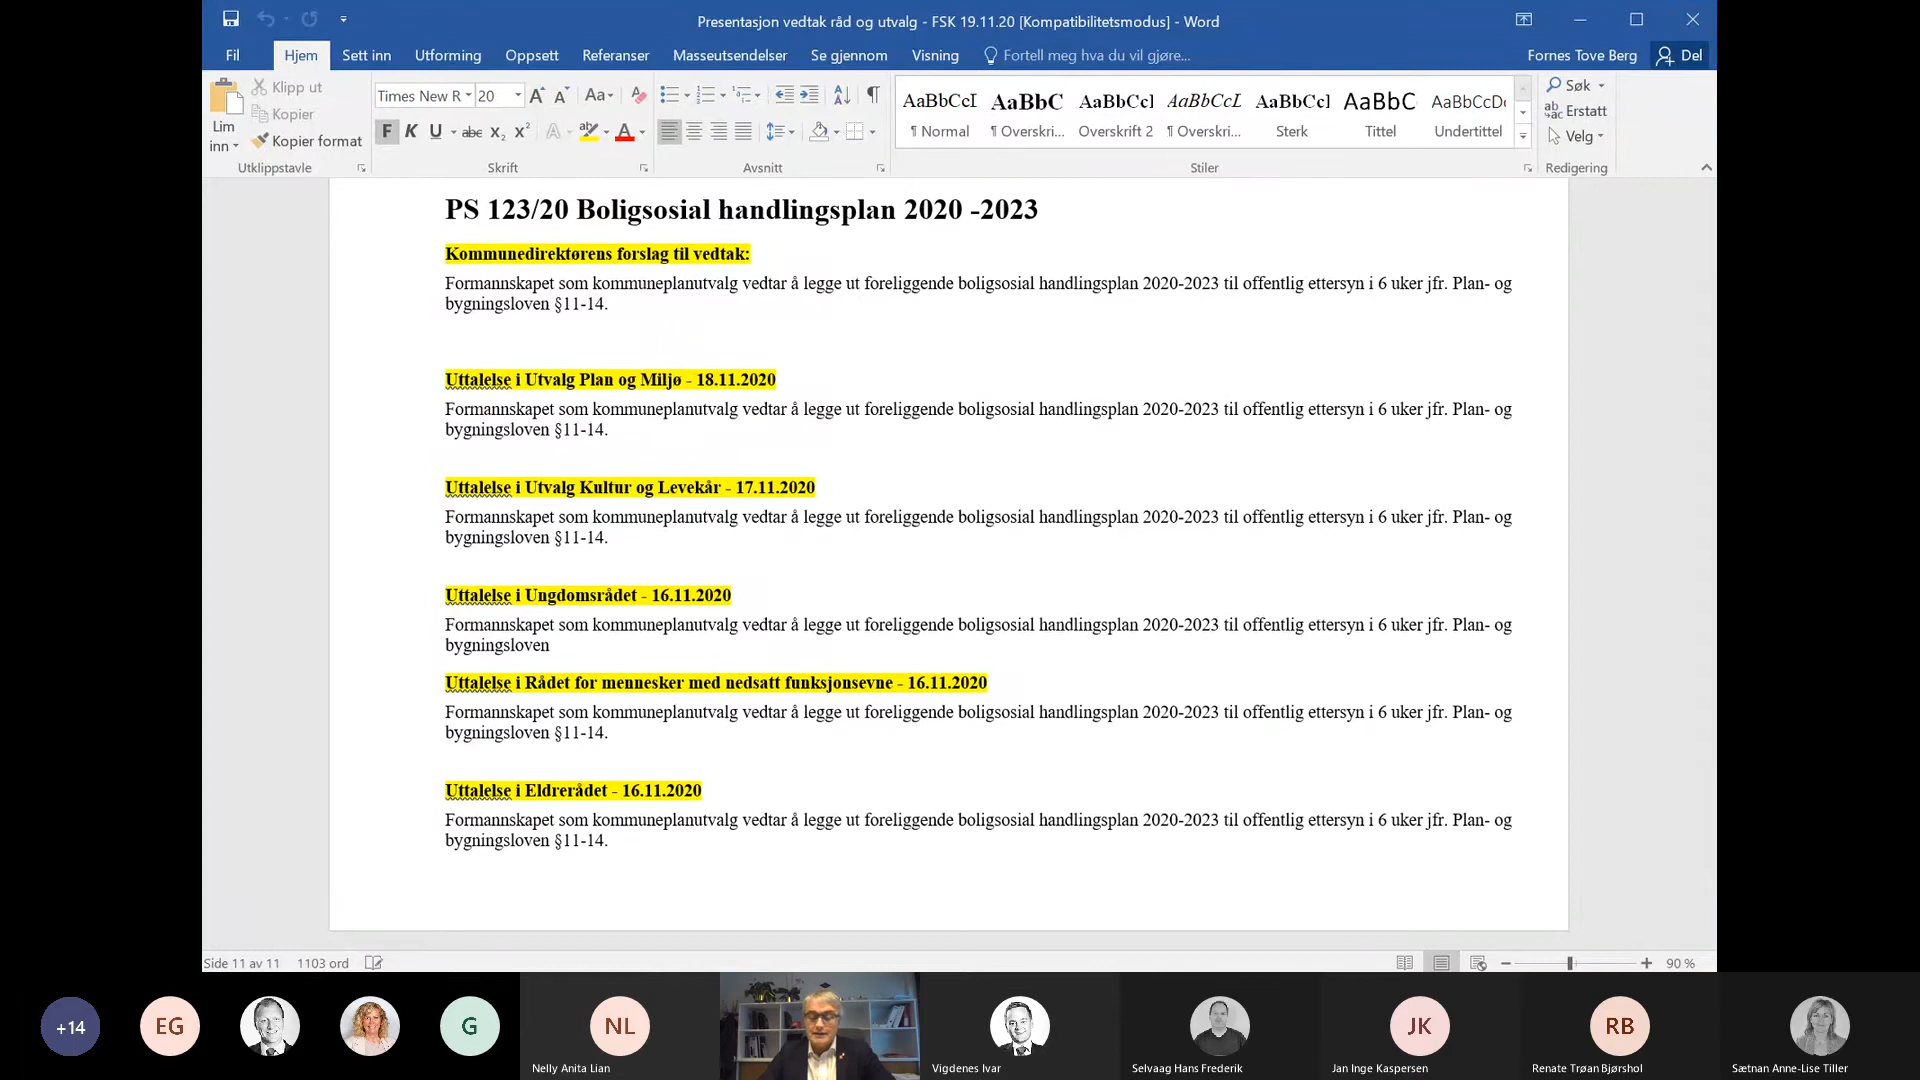 Presentasjon vedtak råd og utvalg - FSK 19.11.20 [Kompatibilitetsmodus] - Word
Fil Hjem Sett inn Utforming Oppsett Referanser Masseutsendelser Se gjennom Visning Fortell meg hva du vil gjøre... Fornes Tove Berg Del
Lim inn
Klipp ut
Kopier
Kopier format
Utklippstavle
Times New R 20
Aa
F K U abc x₂ x² A A
Skrift
Avsnitt
AaBbCcI AaBbC AaBbCc] AaBbCcL AaBbCc] AaBbC AaBbCcDc
¶ Normal ¶ Overskri... Overskrift 2 ¶ Overskri... Sterk Tittel Undertittel
Stiler
Søk
Erstatt
Velg
Redigering
PS 123/20 Boligsosial handlingsplan 2020 -2023
Kommunedirektørens forslag til vedtak:
Formannskapet som kommuneplanutvalg vedtar å legge ut foreliggende boligsosial handlingsplan 2020-2023 til offentlig ettersyn i 6 uker jfr. Plan- og
bygningsloven §11-14.
Uttalelse i Utvalg Plan og Miljø - 18.11.2020
Formannskapet som kommuneplanutvalg vedtar å legge ut foreliggende boligsosial handlingsplan 2020-2023 til offentlig ettersyn i 6 uker jfr. Plan- og
bygningsloven §11-14.
Uttalelse i Utvalg Kultur og Levekår - 17.11.2020
Formannskapet som kommuneplanutvalg vedtar å legge ut foreliggende boligsosial handlingsplan 2020-2023 til offentlig ettersyn i 6 uker jfr. Plan- og
bygningsloven §11-14.
Uttalelse i Ungdomsrådet - 16.11.2020
Formannskapet som kommuneplanutvalg vedtar å legge ut foreliggende boligsosial handlingsplan 2020-2023 til offentlig ettersyn i 6 uker jfr. Plan- og
bygningsloven
Uttalelse i Rådet for mennesker med nedsatt funksjonsevne - 16.11.2020
Formannskapet som kommuneplanutvalg vedtar å legge ut foreliggende boligsosial handlingsplan 2020-2023 til offentlig ettersyn i 6 uker jfr. Plan- og
bygningsloven §11-14.
Uttalelse i Eldrerådet - 16.11.2020
Formannskapet som kommuneplanutvalg vedtar å legge ut foreliggende boligsosial handlingsplan 2020-2023 til offentlig ettersyn i 6 uker jfr. Plan- og
bygningsloven §11-14.
Side 11 av 11 1103 ord 90 %
+14 EG G NL JK RB
Nelly Anita Lian Vigdenes Ivar Selvaag Hans Frederik Jan Inge Kaspersen Renate Trøan Bjørshol Sætnan Anne-Lise Tiller